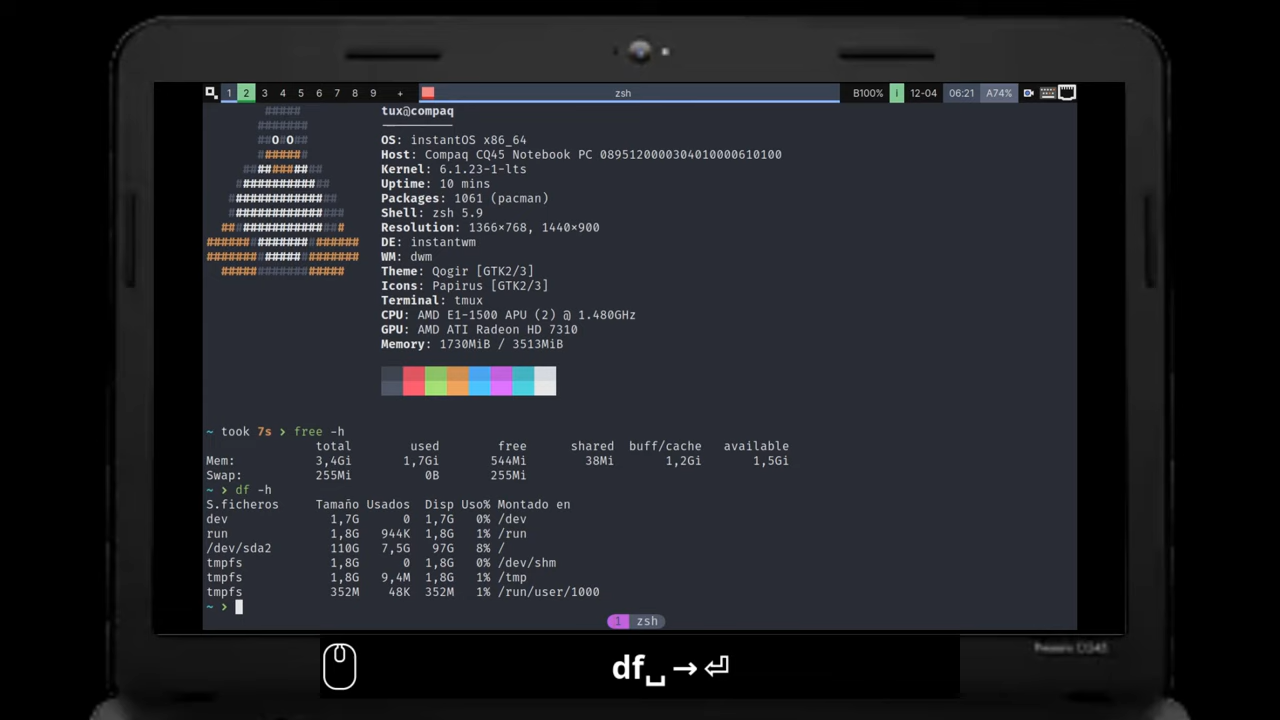 1 2 3 4 5 6 7 8 9 + zsh B100% i 12-04 06:21 A74%
tux@compaq
OS: instantOS x86_64
Host: Compaq CQ45 Notebook PC 0895120000304010000610100
Kernel: 6.1.23-1-lts
Uptime: 10 mins
Packages: 1061 (pacman)
Shell: zsh 5.9
Resolution: 1366×768, 1440×900
DE: instantwm
WM: dwm
Theme: Qogir [GTK2/3]
Icons: Papirus [GTK2/3]
Terminal: tmux
CPU: AMD E1-1500 APU (2) @ 1.480GHz
GPU: AMD ATI Radeon HD 7310
Memory: 1730MiB / 3513MiB
~ took 7s > free -h
total used free shared buff/cache available
Mem: 3,4Gi 1,7Gi 544Mi 38Mi 1,2Gi 1,5Gi
Swap: 255Mi 0B 255Mi
~ > df -h
S.ficheros Tamaño Usados Disp Uso% Montado en
dev 1,7G 0 1,7G 0% /dev
run 1,8G 944K 1,8G 1% /run
/dev/sda2 110G 7,5G 97G 8% /
tmpfs 1,8G 0 1,8G 0% /dev/shm
tmpfs 1,8G 9,4M 1,8G 1% /tmp
tmpfs 352M 48K 352M 1% /run/user/1000
~ >
1 zsh
df␣→⏎